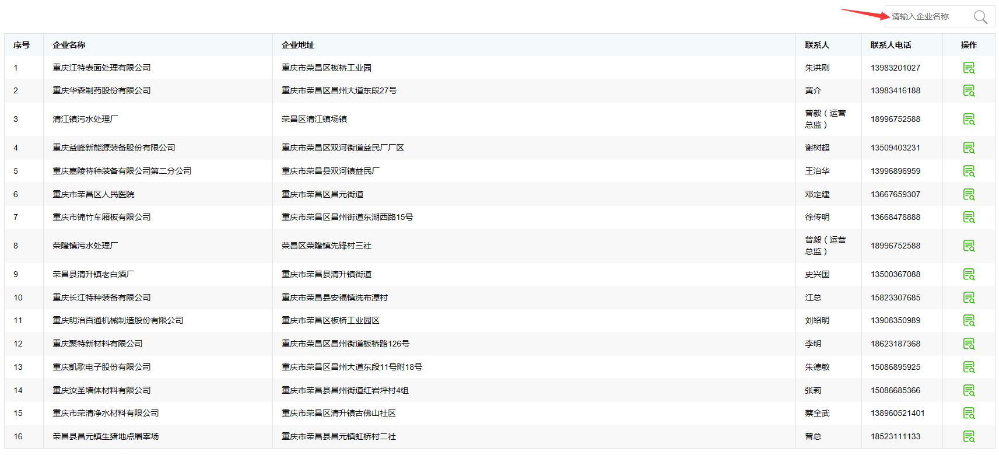 请输入企业名称
序号 企业名称 企业地址 联系人 联系人电话 操作
1 重庆江特表面处理有限公司 重庆市荣昌区板桥工业园 朱洪刚 13983201027
2 重庆华森制药股份有限公司 重庆市荣昌区昌州大道东段27号 黄介 13983416188
3 清江镇污水处理厂 荣昌区清江镇场镇 曾毅（运营总监） 18996752588
4 重庆益峰新能源装备股份有限公司 重庆市荣昌区双河街道益民厂厂区 谢树超 13509403231
5 重庆嘉陵特种装备有限公司第二分公司 重庆市荣昌县双河镇益民厂 王治华 13996896959
6 重庆市荣昌区人民医院 重庆市荣昌区昌元街道 邓定建 13667659307
7 重庆市锦竹车厢板有限公司 重庆市荣昌区昌州街道东湖西路15号 徐传明 13668478888
8 荣隆镇污水处理厂 荣昌区荣隆镇先锋村三社 曾毅（运营总监） 18996752588
9 荣昌县清升镇老白酒厂 重庆市荣昌县清升镇街道 史兴国 13500367088
10 重庆长江特种装备有限公司 重庆市荣昌县安福镇洗布潭村 江总 15823307685
11 重庆明治百通机械制造股份有限公司 重庆市荣昌区板桥工业园区 刘绍明 13908350989
12 重庆聚特新材料有限公司 重庆市荣昌区昌州街道板桥路126号 李明 18623187368
13 重庆凯歌电子股份有限公司 重庆市荣昌区昌州大道东段11号附18号 朱德敏 15086895925
14 重庆汝圣墙体材料有限公司 重庆市荣昌县昌州街道红岩坪村4组 张莉 15086685366
15 重庆市荣清净水材料有限公司 重庆市荣昌区清升镇古佛山社区 蔡全武 138960521401
16 荣昌县昌元镇生猪地点屠宰场 重庆市荣昌县昌元镇虹桥村二社 曾总 18523111133